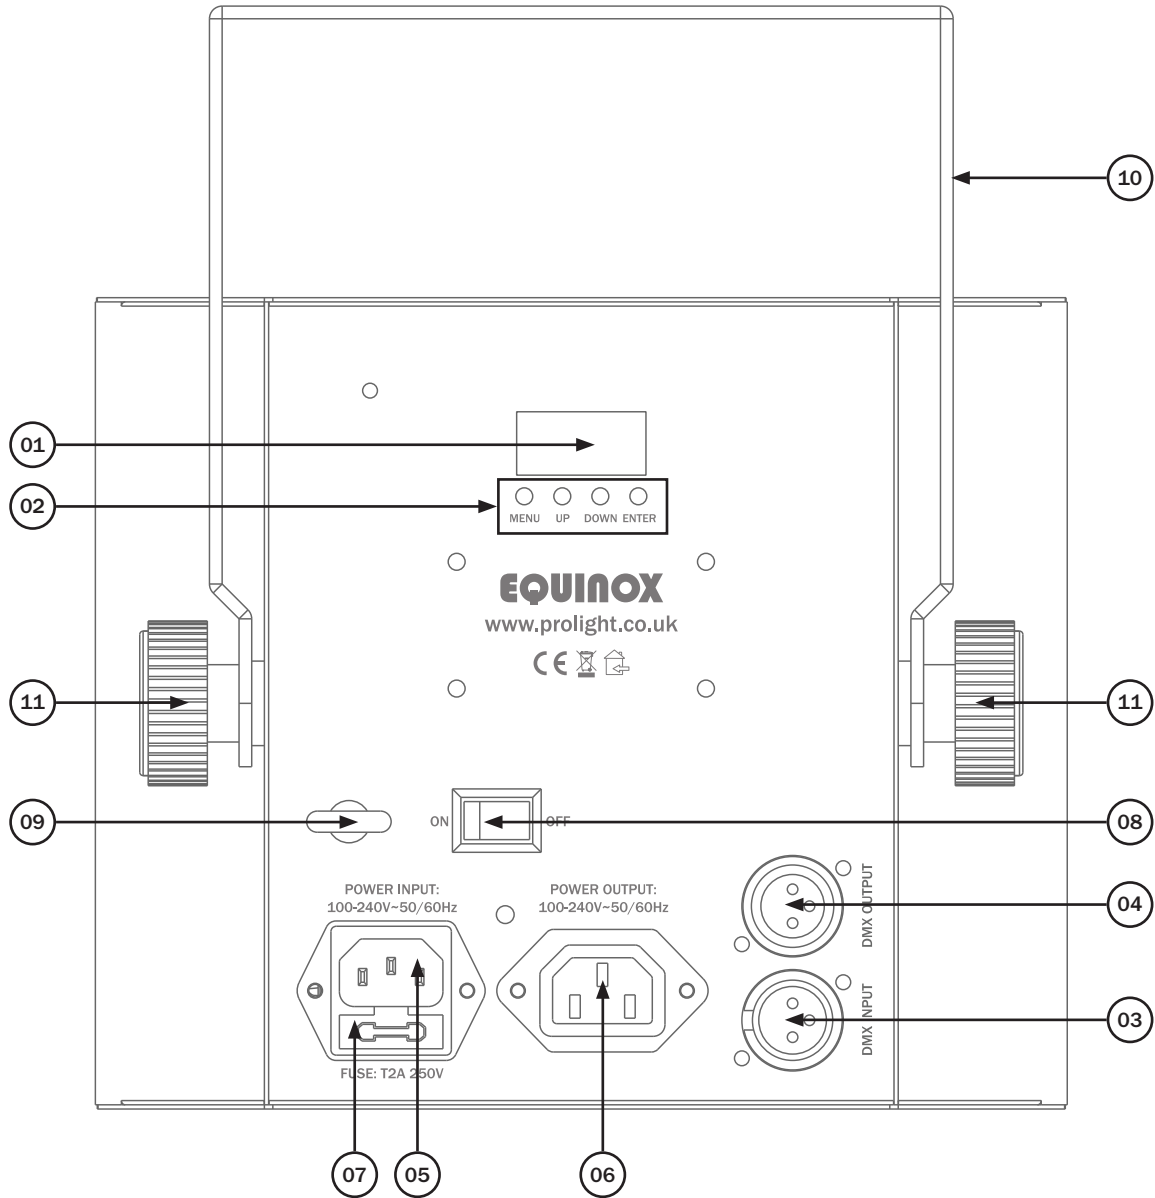 10
01
02
MENU UP DOWN ENTER
EQUINOX
www.prolight.co.uk
CE
11
11
09
ON OFF
08
POWER INPUT:
100-240V~50/60Hz
POWER OUTPUT:
100-240V~50/60Hz
DMX OUTPUT
04
DMX INPUT
03
FUSE: T2A 250V
07
05
06